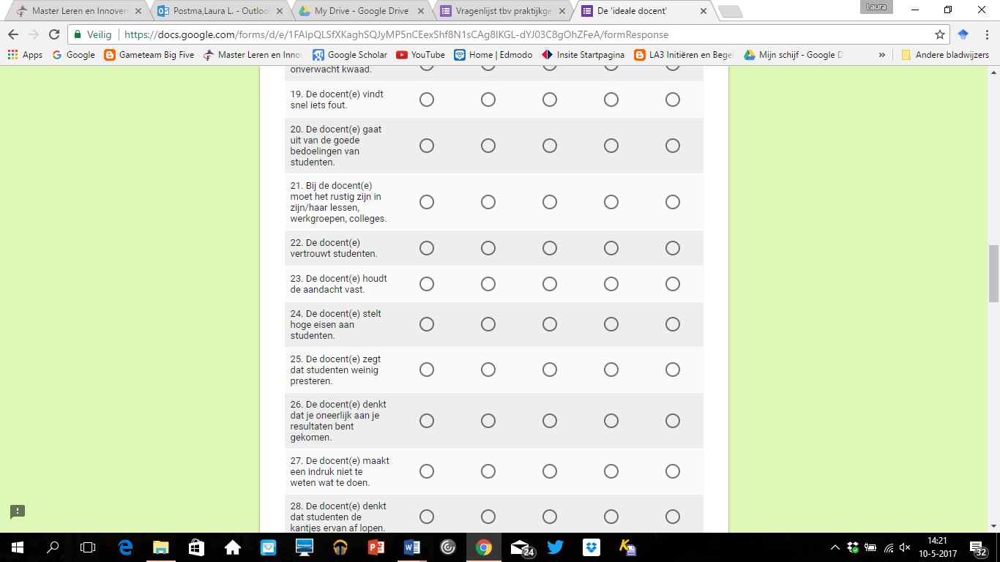 Master Leren en Innovere
Postma,Laura L. - Outloo
My Drive - Google Drive
Vragenlijst tbv praktijkge
De 'ideale docent'
Laura
Veilig
https://docs.google.com/forms/d/e/1FAIpQLSfXKaghSQJyMP5nCEexShf8N1sCAg8lKGL-dYJ03C8gOhZFeA/formResponse
Apps
Google
Gameteam Big Five
Master Leren en Inno
Google Scholar
YouTube
Home | Edmodo
Insite Startpagina
LA3 Initiëren en Bege
Mijn schijf - Google D
»
Andere bladwijzers
onverwacht kwaad.
19. De docent(e) vindt
snel iets fout.
20. De docent(e) gaat
uit van de goede
bedoelingen van
studenten.
21. Bij de docent(e)
moet het rustig zijn in
zijn/haar lessen,
werkgroepen, colleges.
22. De docent(e)
vertrouwt studenten.
23. De docent(e) houdt
de aandacht vast.
24. De docent(e) stelt
hoge eisen aan
studenten.
25. De docent(e) zegt
dat studenten weinig
presteren.
26. De docent(e) denkt
dat je oneerlijk aan je
resultaten bent
gekomen.
27. De docent(e) maakt
een indruk niet te
weten wat te doen.
28. De docent(e) denkt
dat studenten de
kantjes ervan af lopen.
24
14:21
10-5-2017
32